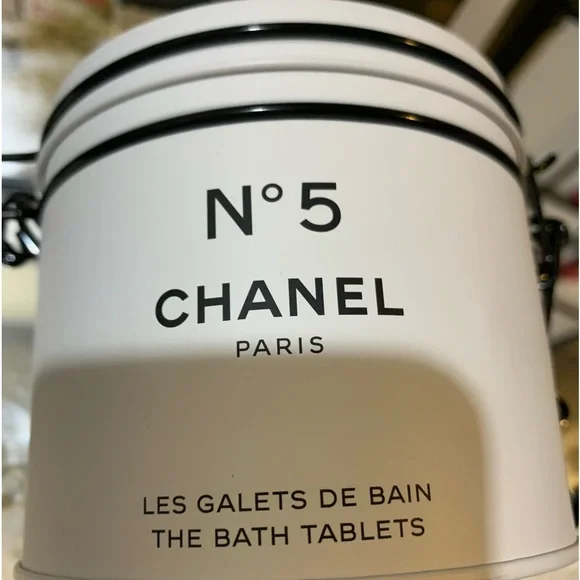 N°5
CHANEL
PARIS
LES GALETS DE BAIN
THE BATH TABLETS